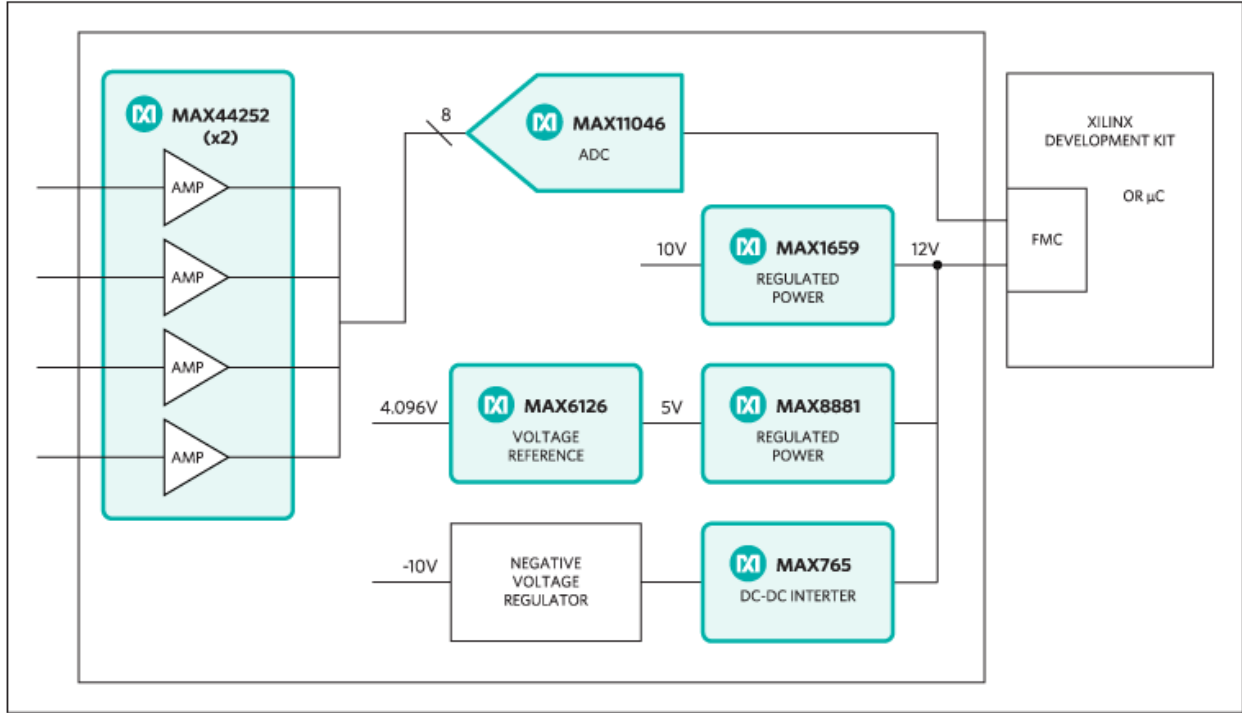 MAX44252
(x2)
AMP
AMP
AMP
AMP
8
MAX11046
ADC
XILINX
DEVELOPMENT KIT
OR µC
FMC
10V
MAX1659
REGULATED
POWER
12V
4.096V
MAX6126
VOLTAGE
REFERENCE
5V
MAX8881
REGULATED
POWER
-10V
NEGATIVE
VOLTAGE
REGULATOR
MAX765
DC-DC INTERTER